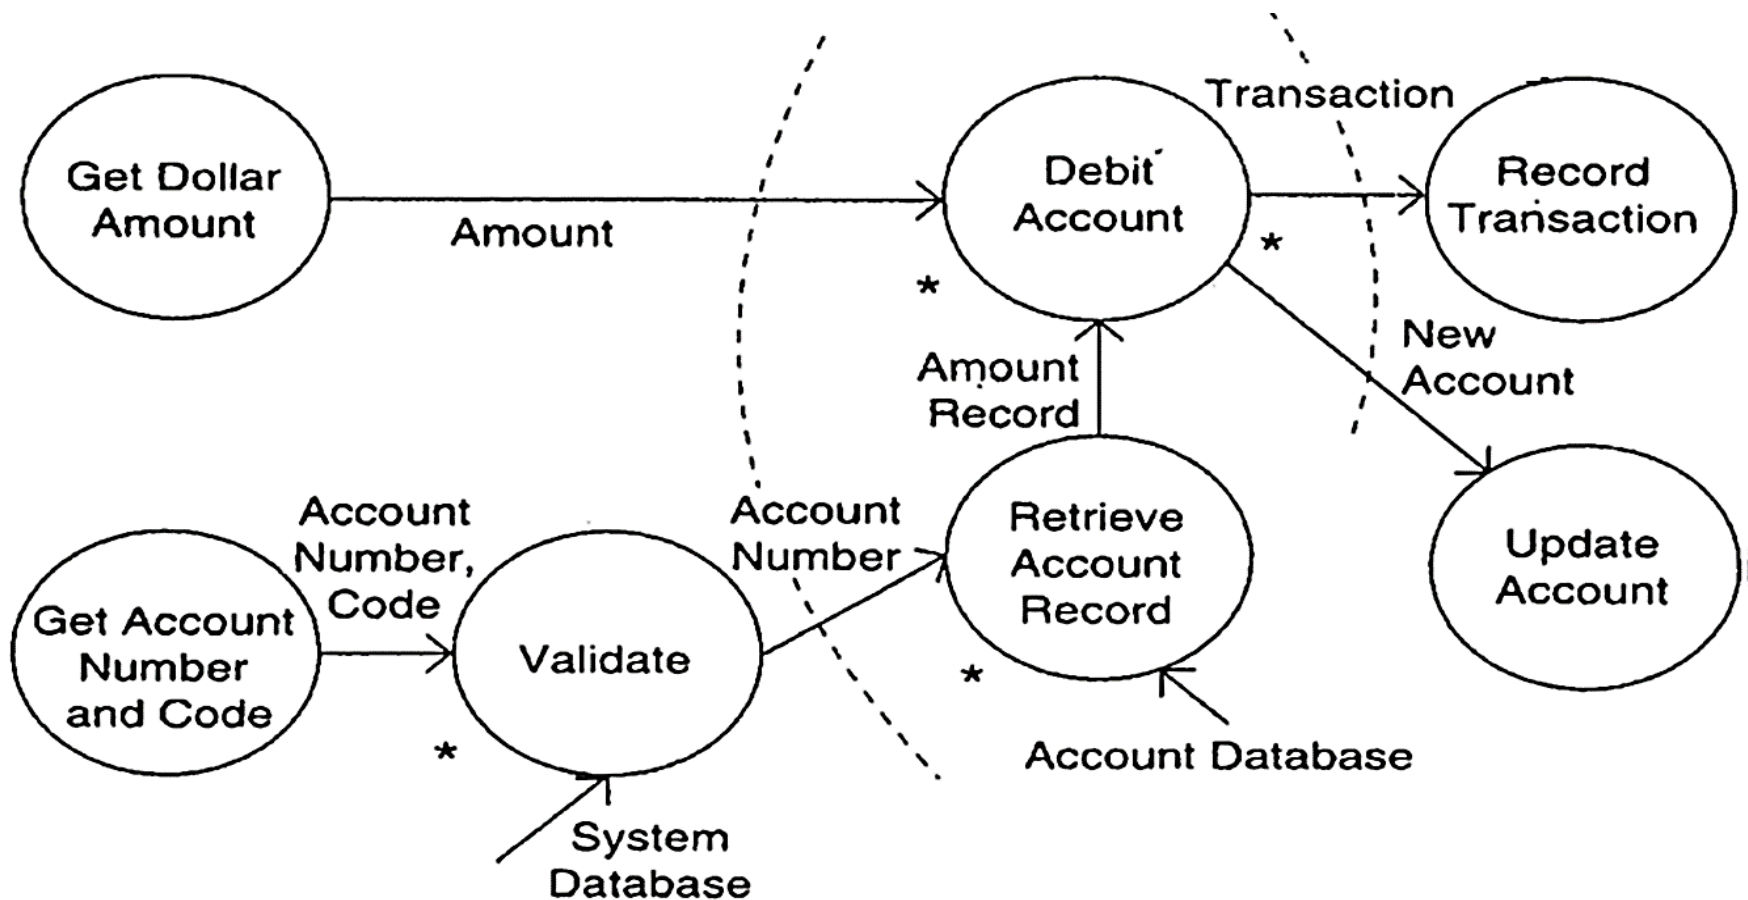 Transaction
Get Dollar
Amount
Amount
Debit
Account
*
*
Record
Transaction
Amount
Record
New
Account
Account
Number,
Code
Account
Number
Retrieve
Account
Record
*
Update
Account
Get Account
Number
and Code
Validate
*
Account Database
System
Database